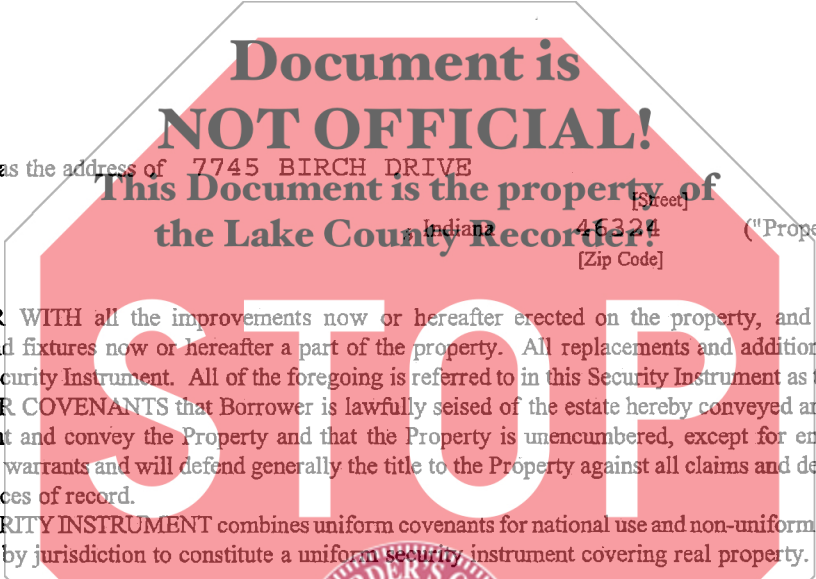 Document is
NOT OFFICIAL!
as the address of 7745 BIRCH DRIVE
This Document is the property of
[Street]
the Lake County Recorder!
, Indiana 46324 ("Prope
[Zip Code]
R WITH all the improvements now or hereafter erected on the property, and
d fixtures now or hereafter a part of the property. All replacements and addition
curity Instrument. All of the foregoing is referred to in this Security Instrument as t
R COVENANTS that Borrower is lawfully seised of the estate hereby conveyed an
t and convey the Property and that the Property is unencumbered, except for en
warrants and will defend generally the title to the Property against all claims and de
ces of record.
RITY INSTRUMENT combines uniform covenants for national use and non-uniform
by jurisdiction to constitute a uniform security instrument covering real property.
STOP